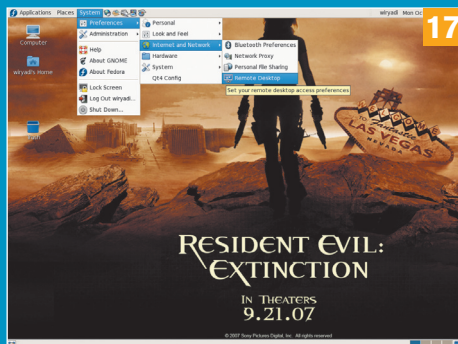 Applications Places System wiryadi Mon Oc
17
Preferences
Administration
Help
About GNOME
About Fedora
Lock Screen
Log Out wiryadi...
Shut Down...
Personal
Look and Feel
Internet and Network
Hardware
System
Qt4 Config
Bluetooth Preferences
Network Proxy
Personal File Sharing
Remote Desktop
Set your remote desktop access preferences
Computer
wiryadi's Home
WELCOME
TO Fantastic
LAS VEGAS
NEVADA
RESIDENT EVIL:
EXTINCTION
IN THEATERS
9.21.07
© 2007 Sony Pictures Digital, Inc. All rights reserved